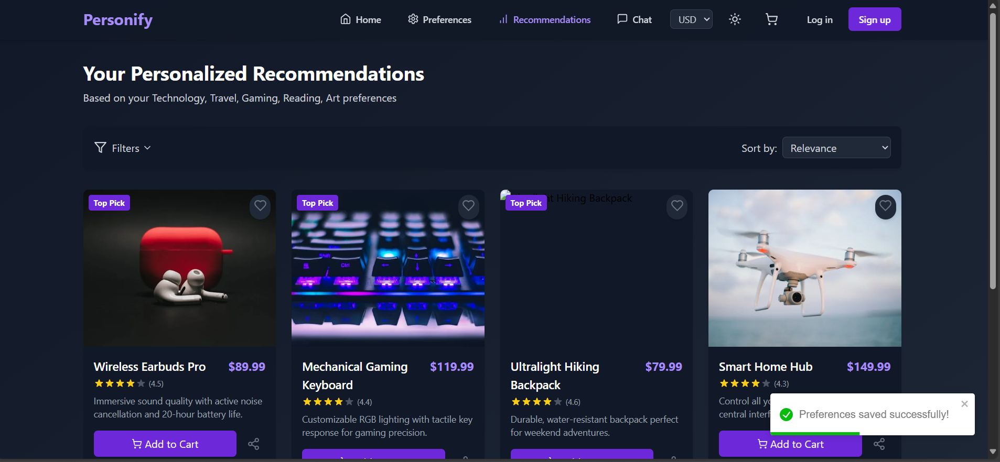 Personify
Home
Preferences
Recommendations
Chat
USD
Log in
Sign up
Your Personalized Recommendations
Based on your Technology, Travel, Gaming, Reading, Art preferences
Filters
Sort by:
Relevance
Top Pick
Top Pick
Shift
Ctrl
Top Pick
Hiking Backpack
Wireless Earbuds Pro
$89.99
(4.5)
Immersive sound quality with active noise
cancellation and 20-hour battery life.
Add to Cart
Mechanical Gaming
Keyboard
$119.99
(4.4)
Customizable RGB lighting with tactile key
response for gaming precision.
Ultralight Hiking
Backpack
$79.99
(4.6)
Durable, water-resistant backpack perfect
for weekend adventures.
Smart Home Hub
$149.99
(4.3)
Control all
central
Add to Cart
Preferences saved successfully!